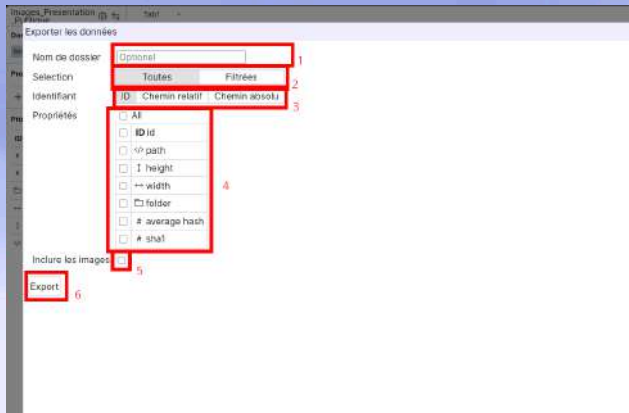 Images_Presentation
Tabl
Exporter les données
Nom de dossier Optionel 1
Selection Toutes Filtrées 2
Identifiant ID Chemin relatif Chemin absolu 3
Propriétés All
ID id
</> path
height
width
folder
# average hash
# sha1
4
Inclure les images 5
Export 6